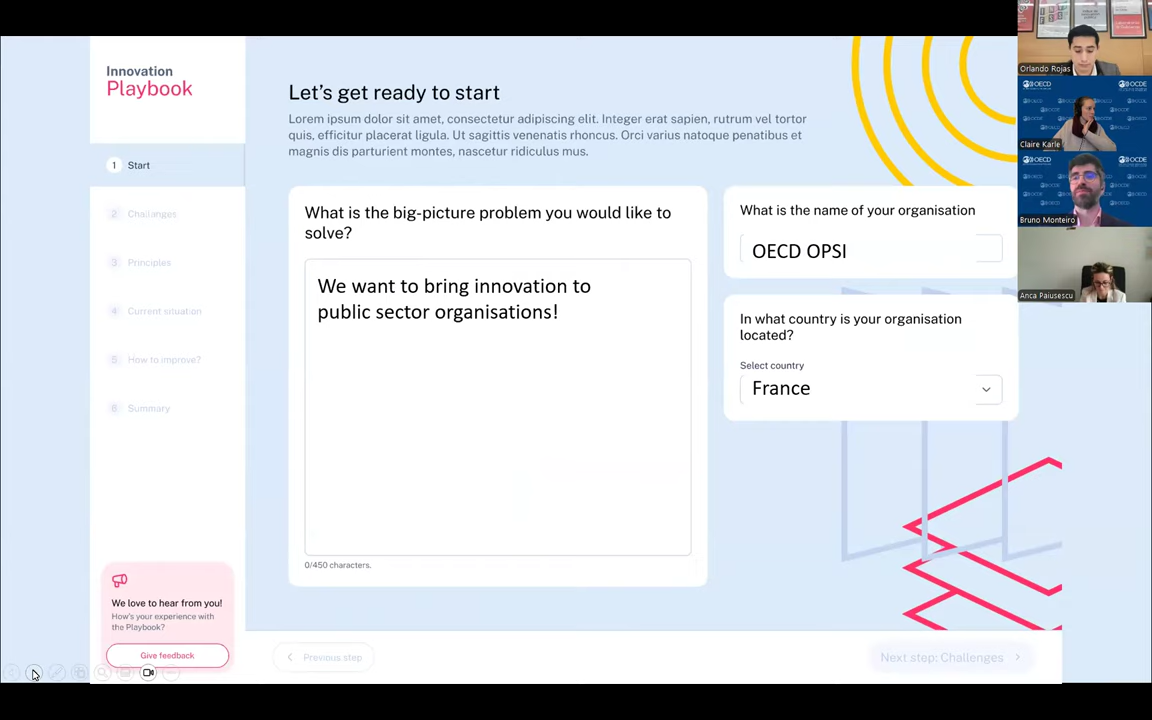 Innovation
Playbook
1 Start
2 Challenges
3 Principles
4 Current situation
5 How to improve?
6 Summary
We love to hear from you!
How's your experience with
the Playbook?
Give feedback
Let's get ready to start
Lorem ipsum dolor sit amet, consectetur adipiscing elit. Integer erat sapien, rutrum vel tortor
quis, efficitur placerat ligula. Ut sagittis venenatis rhoncus. Orci varius natoque penatibus et
magnis dis parturient montes, nascetur ridiculus mus.
What is the big-picture problem you would like to
solve?
We want to bring innovation to
public sector organisations!
0/450 characters.
What is the name of your organisation
OECD OPSI
In what country is your organisation
located?
Select country
France
Previous step
Next step: Challenges
Orlando Rojas
OECD
OCDE
Claire Karle
OECD
OCDE
Bruno Monteiro
Anca Paiusescu